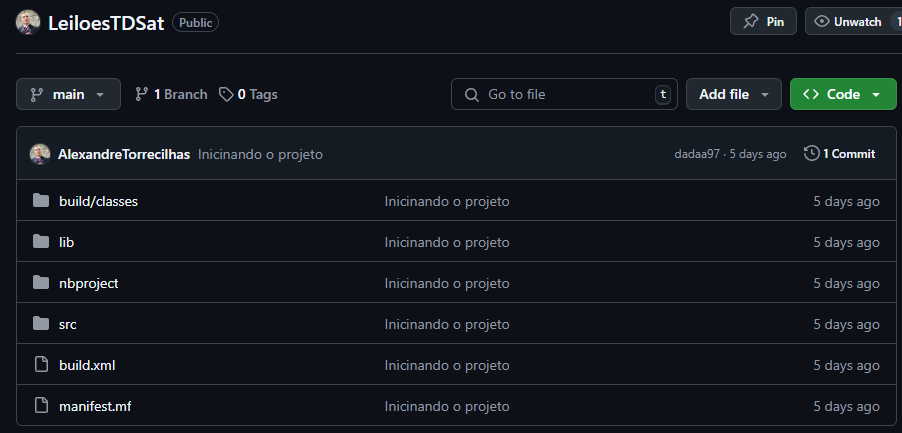 LeiloesTDSat Public Pin Unwatch 1
main 1 Branch 0 Tags Go to file t Add file Code
AlexandreTorrecilhas Inicinando o projeto dadaa97 · 5 days ago 1 Commit
build/classes Inicinando o projeto 5 days ago
lib Inicinando o projeto 5 days ago
nbproject Inicinando o projeto 5 days ago
src Inicinando o projeto 5 days ago
build.xml Inicinando o projeto 5 days ago
manifest.mf Inicinando o projeto 5 days ago